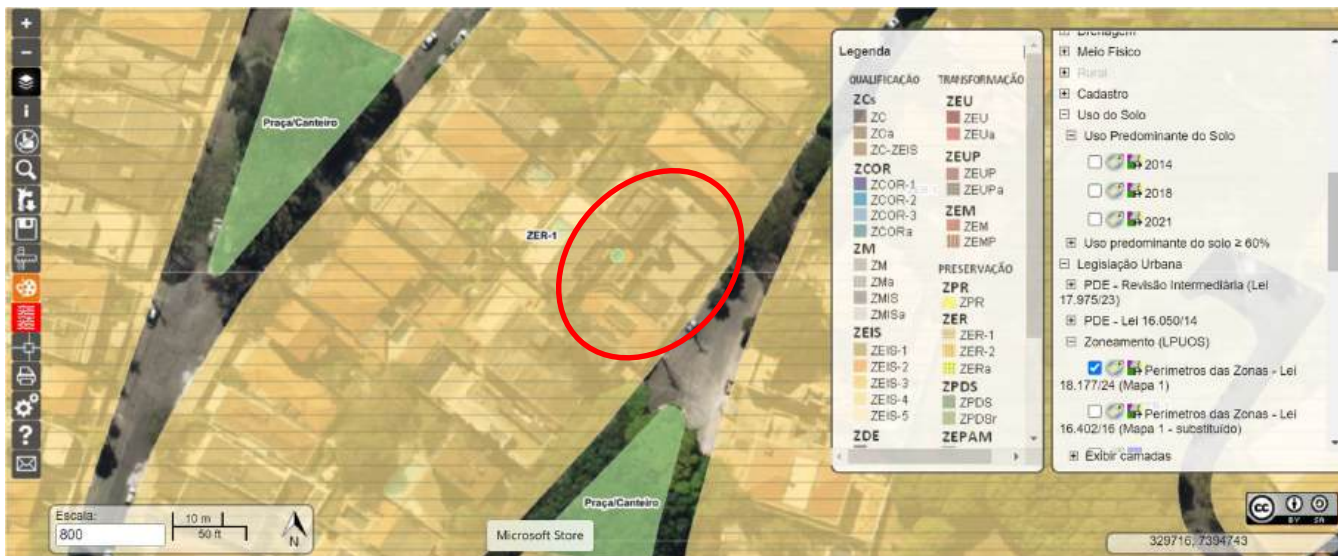 Praça/Canteiro
ZER-1
Praça/Canteiro
Escala:
800
10 m
50 ft
N
Microsoft Store
Legenda
QUALIFICAÇÃO
ZCs
ZC
ZCa
ZC-ZEIS
ZCOR
ZCOR-1
ZCOR-2
ZCOR-3
ZCORa
ZM
ZM
ZMa
ZMIS
ZMISa
ZEIS
ZEIS-1
ZEIS-2
ZEIS-3
ZEIS-4
ZEIS-5
ZDE
TRANSFORMAÇÃO
ZEU
ZEU
ZEUa
ZEUP
ZEUP
ZEUPa
ZEM
ZEM
ZEMP
PRESERVAÇÃO
ZPR
ZPR
ZER
ZER-1
ZER-2
ZERa
ZPDS
ZPDS
ZPDSr
ZEPAM
Drenagem
Meio Físico
Rural
Cadastro
Uso do Solo
Uso Predominante do Solo
2014
2018
2021
Uso predominante do solo ≥ 60%
Legislação Urbana
PDE - Revisão Intermediária (Lei
17.975/23)
PDE - Lei 16.050/14
Zoneamento (LPUOS)
Perimetros das Zonas - Lei
18.177/24 (Mapa 1)
Perimetros das Zonas - Lei
16.402/16 (Mapa 1 - substituído)
Exibir camadas
CC BY SA
329716, 7394743